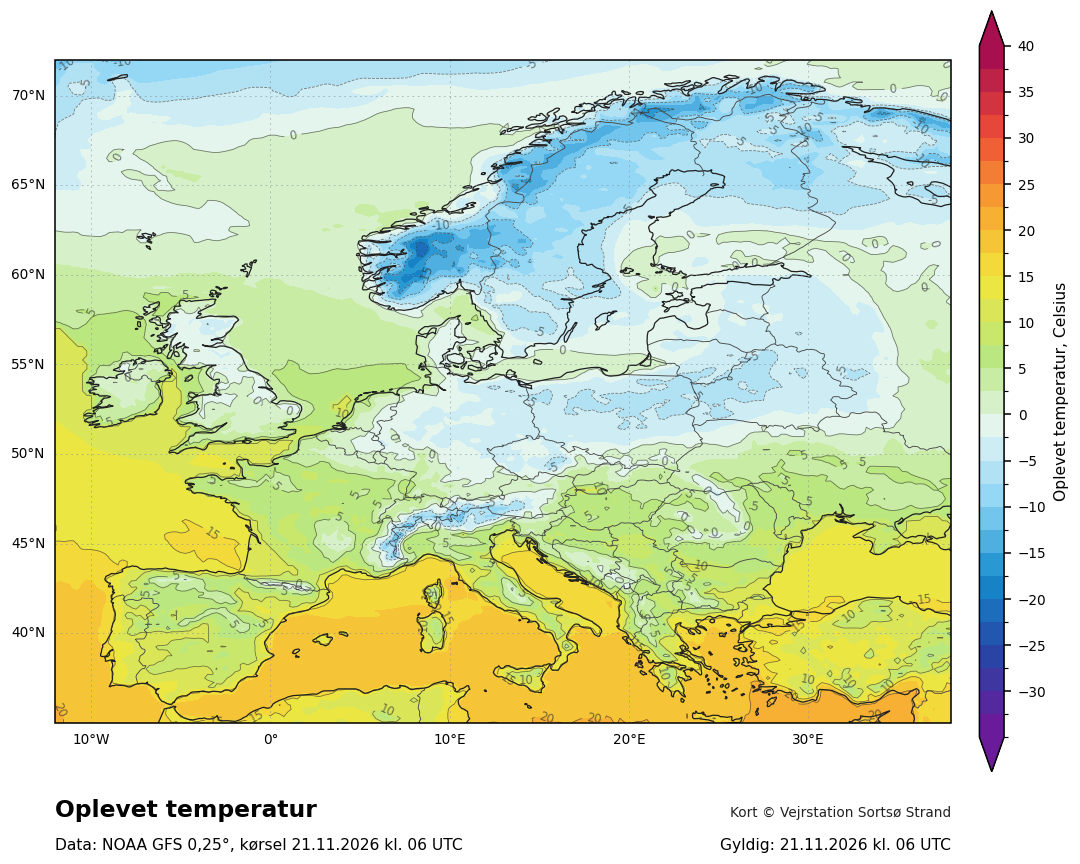 70°N
65°N
60°N
55°N
50°N
45°N
40°N
10°W
0°
10°E
20°E
30°E
40
35
30
25
20
15
10
5
0
−5
−10
−15
−20
−25
−30
Oplevet temperatur, Celsius
Oplevet temperatur
Kort © Vejrstation Sortsø Strand
Data: NOAA GFS 0,25°, kørsel 21.11.2026 kl. 06 UTC
Gyldig: 21.11.2026 kl. 06 UTC